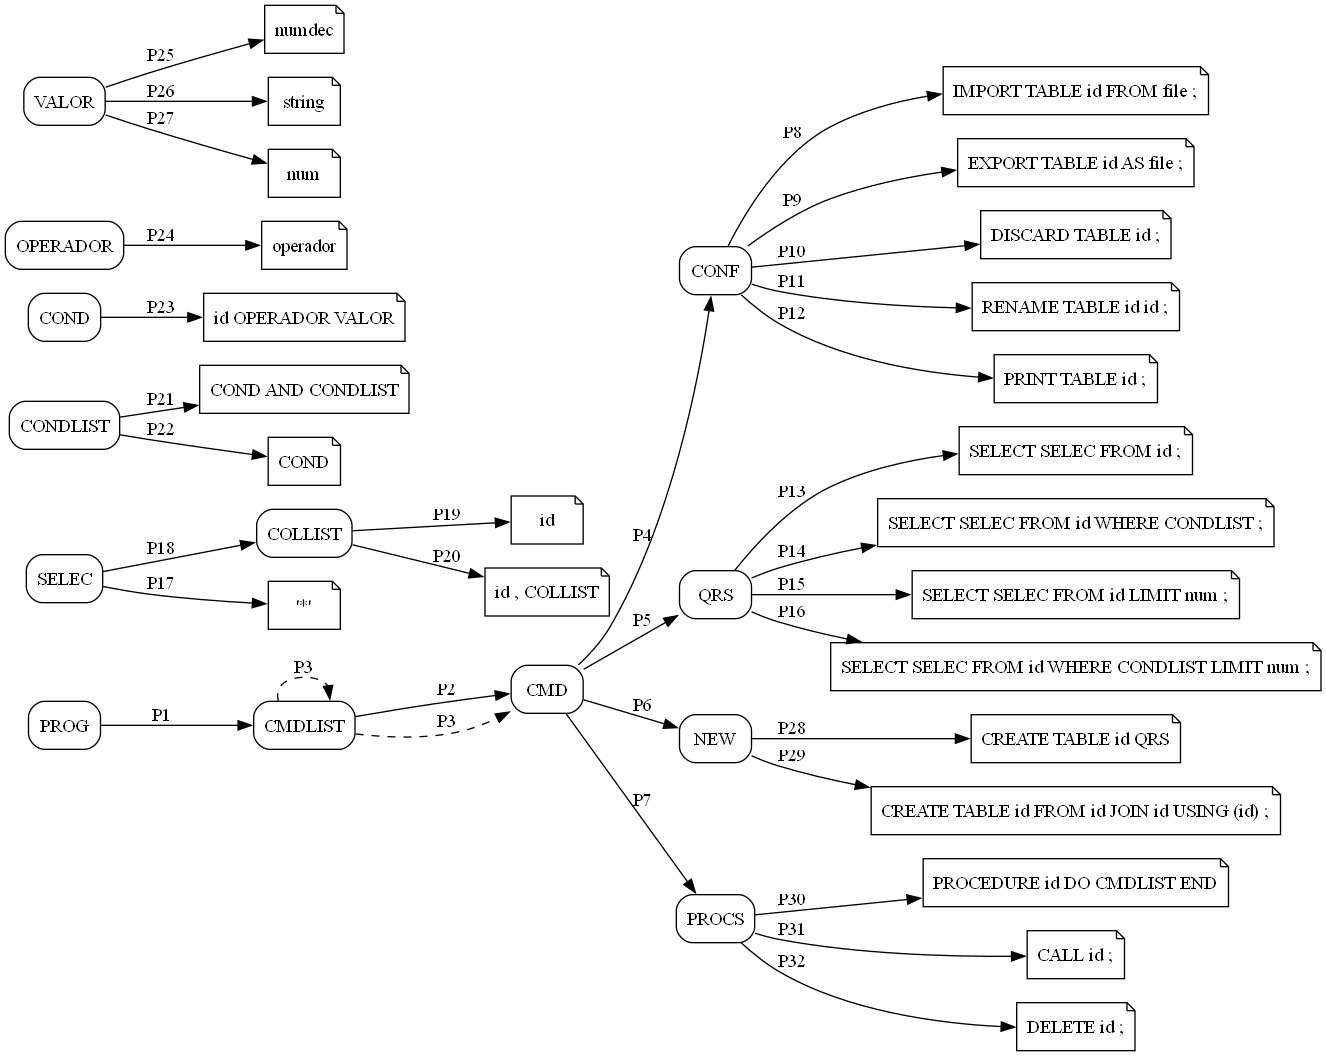 VALOR
P25
numdec
P26
string
P27
num
OPERADOR
P24
operador
COND
P23
id OPERADOR VALOR
CONDLIST
P21
COND AND CONDLIST
P22
COND
SELEC
P18
COLLIST
P19
id
P20
id , COLLIST
P17
'*'
PROG
P1
CMDLIST
P3
P2
P3
CMD
P4
CONF
P8
IMPORT TABLE id FROM file ;
P9
EXPORT TABLE id AS file ;
P10
DISCARD TABLE id ;
P11
RENAME TABLE id id ;
P12
PRINT TABLE id ;
P5
QRS
P13
SELECT SELEC FROM id ;
P14
SELECT SELEC FROM id WHERE CONDLIST ;
P15
SELECT SELEC FROM id LIMIT num ;
P16
SELECT SELEC FROM id WHERE CONDLIST LIMIT num ;
P6
NEW
P28
CREATE TABLE id QRS
P29
CREATE TABLE id FROM id JOIN id USING (id) ;
P7
PROCS
P30
PROCEDURE id DO CMDLIST END
P31
CALL id ;
P32
DELETE id ;